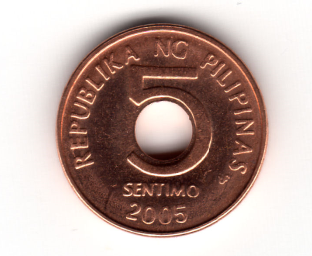 REPUBLIKA NG PILIPINAS
5
SENTIMO
2005